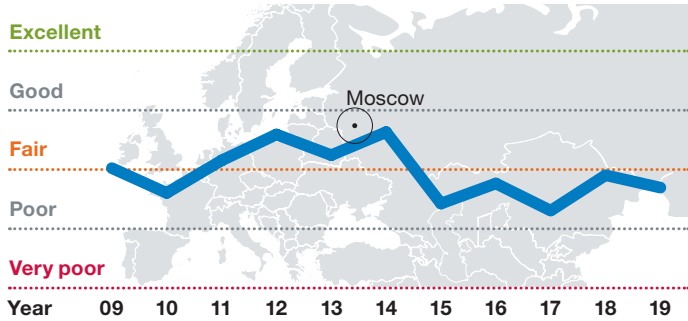 Excellent
Good
Moscow
Fair
Poor
Very poor
Year 09 10 11 12 13 14 15 16 17 18 19